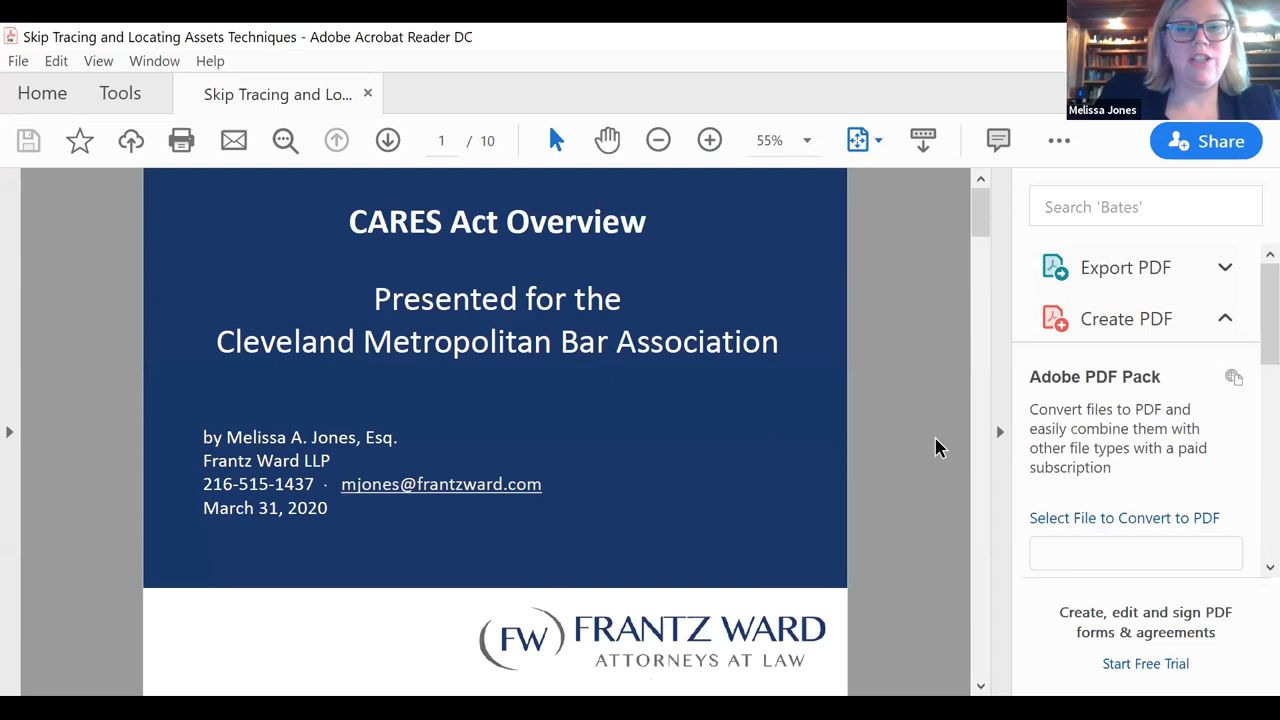 Skip Tracing and Locating Assets Techniques - Adobe Acrobat Reader DC
File Edit View Window Help
Home Tools Skip Tracing and Lo... ×
1 / 10 55% Share
Melissa Jones
CARES Act Overview
Presented for the
Cleveland Metropolitan Bar Association
by Melissa A. Jones, Esq.
Frantz Ward LLP
216-515-1437 · mjones@frantzward.com
March 31, 2020
FW FRANTZ WARD
ATTORNEYS AT LAW
Search 'Bates'
Export PDF
Create PDF
Adobe PDF Pack
Convert files to PDF and
easily combine them with
other file types with a paid
subscription
Select File to Convert to PDF
Create, edit and sign PDF
forms & agreements
Start Free Trial